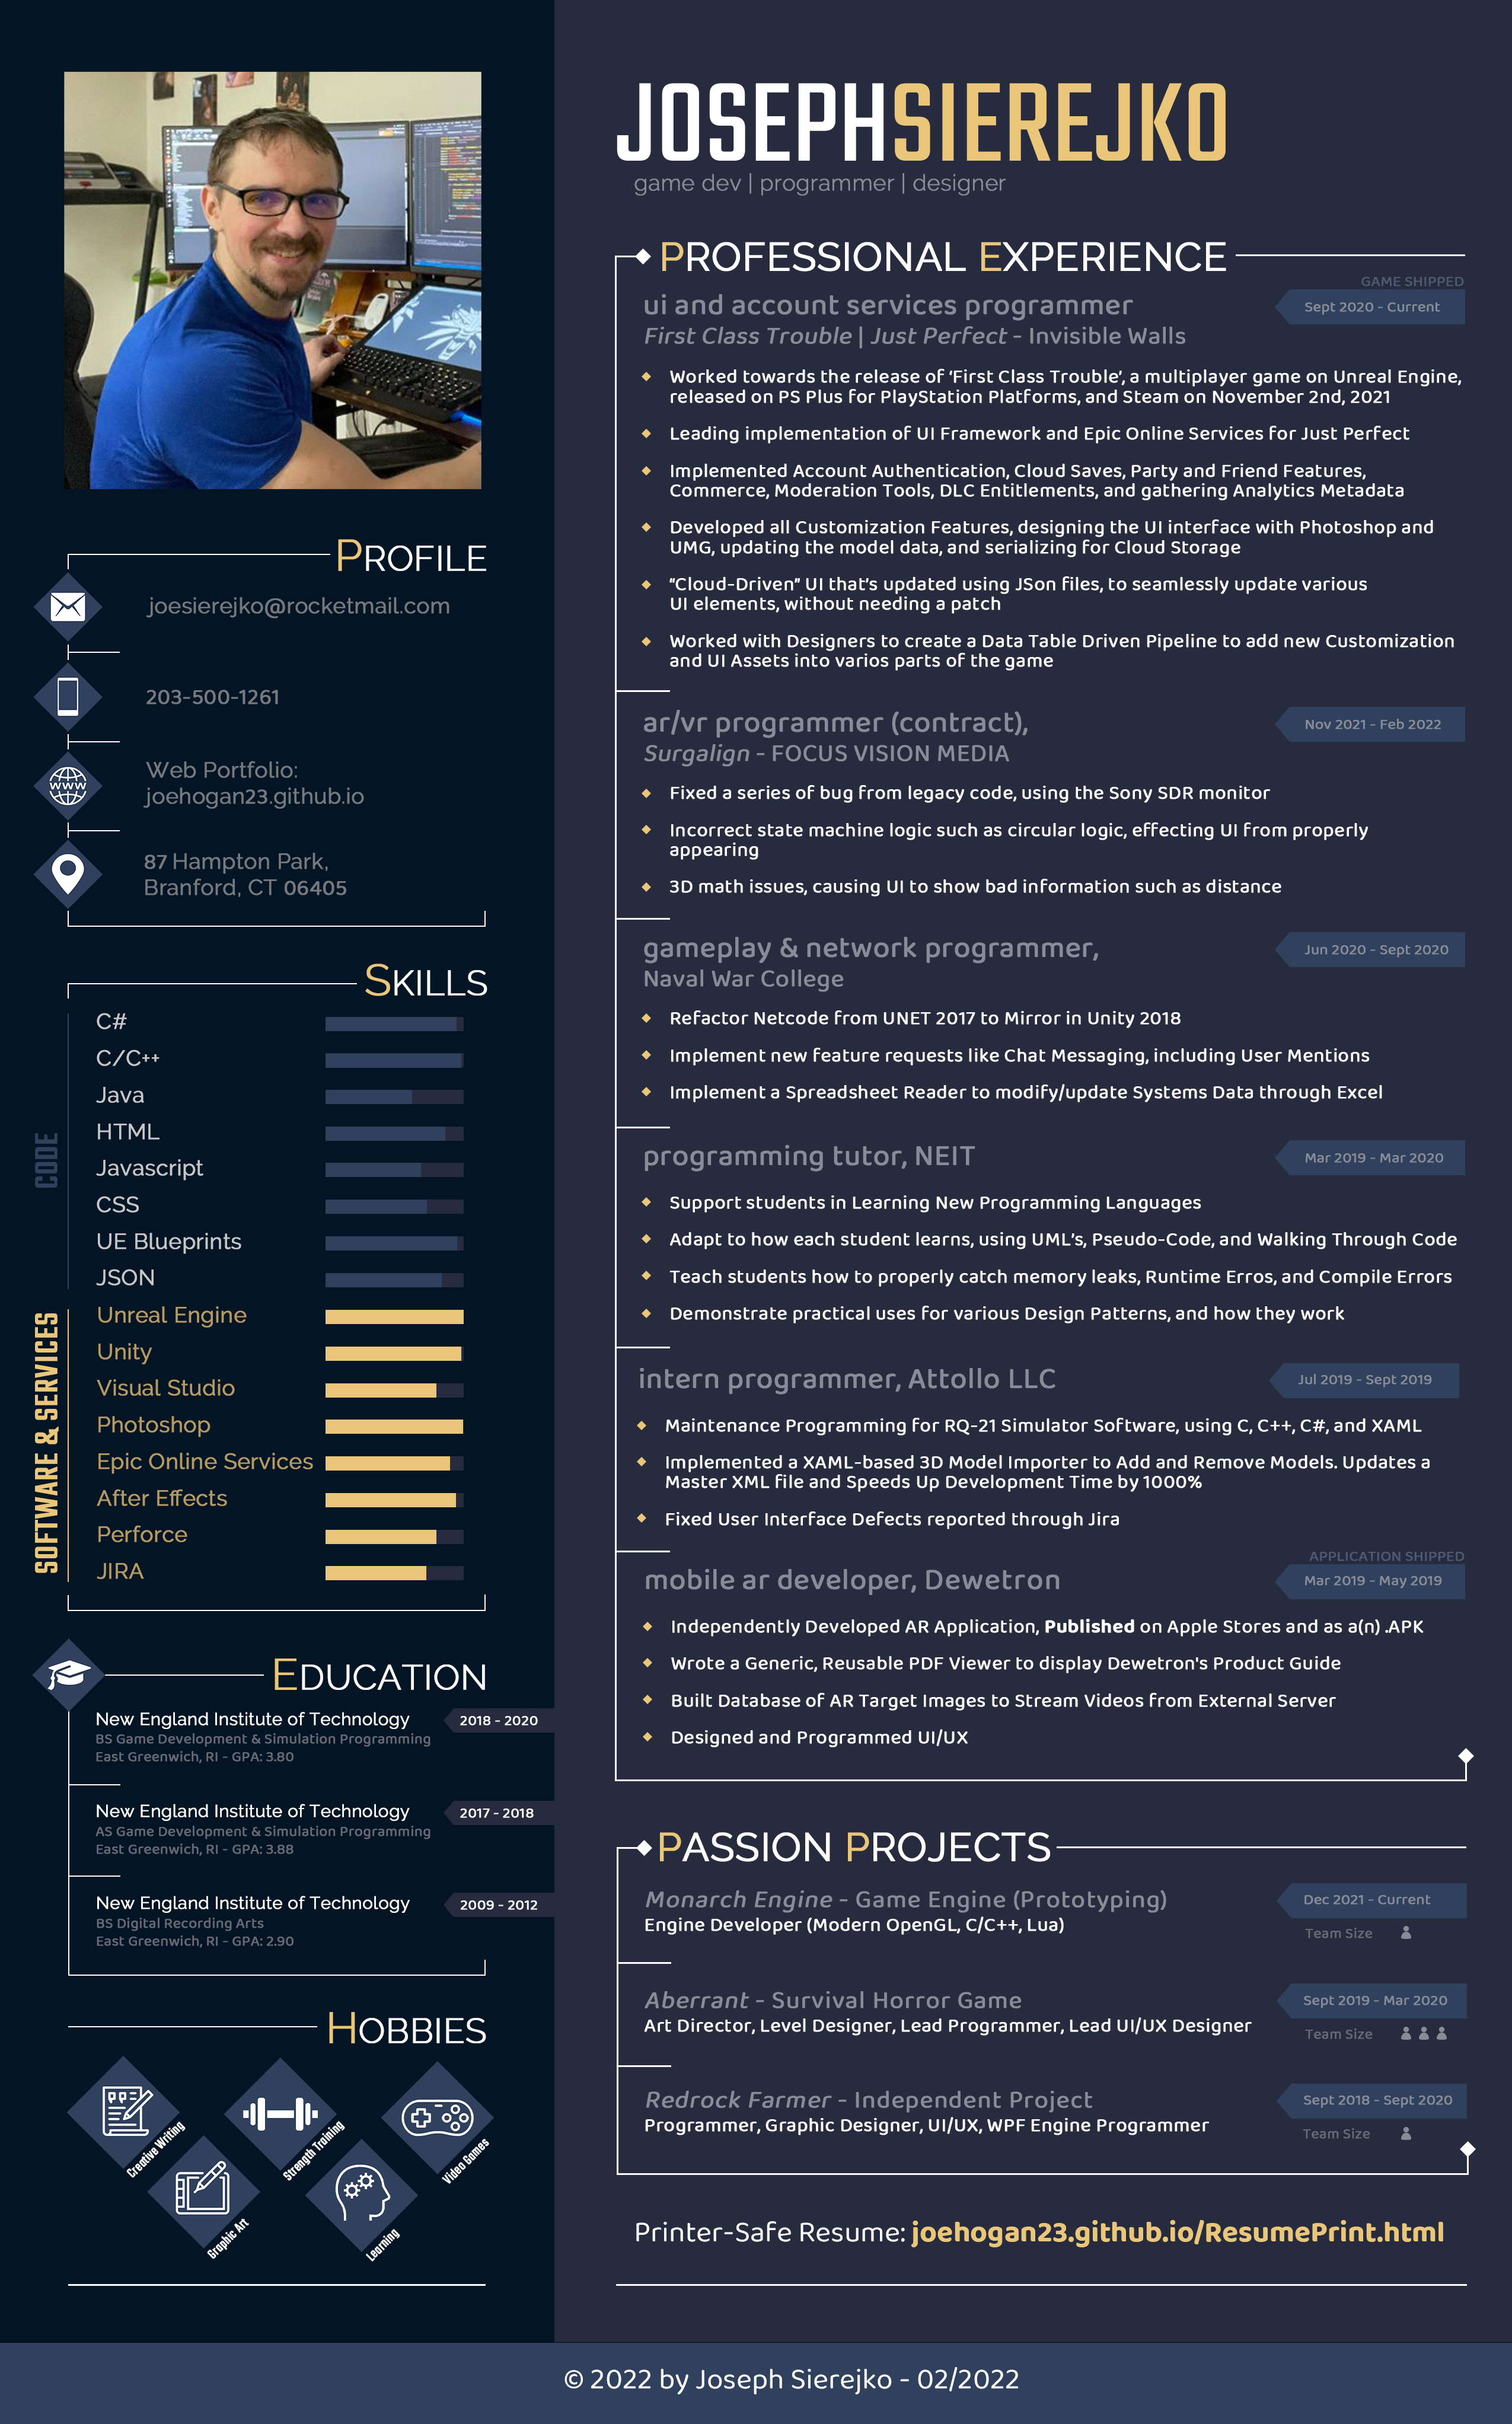 JOSEPHSIEREJKO
game dev | programmer | designer
PROFILE
joesierejko@rocketmail.com
203-500-1261
WWW
Web Portfolio:
joehogan23.github.io
87 Hampton Park,
Branford, CT 06405
SKILLS
CODE
C#
C/C++
Java
HTML
Javascript
CSS
UE Blueprints
JSON
SOFTWARE & SERVICES
Unreal Engine
Unity
Visual Studio
Photoshop
Epic Online Services
After Effects
Perforce
JIRA
EDUCATION
New England Institute of Technology
2018 - 2020
BS Game Development & Simulation Programming
East Greenwich, RI - GPA: 3.80
New England Institute of Technology
2017 - 2018
AS Game Development & Simulation Programming
East Greenwich, RI - GPA: 3.88
New England Institute of Technology
2009 - 2012
BS Digital Recording Arts
East Greenwich, RI - GPA: 2.90
HOBBIES
Creative Writing
Strength Training
Video Games
Graphic Art
Learning
PROFESSIONAL EXPERIENCE
GAME SHIPPED
ui and account services programmer
Sept 2020 - Current
First Class Trouble | Just Perfect - Invisible Walls
Worked towards the release of ‘First Class Trouble’, a multiplayer game on Unreal Engine,
released on PS Plus for PlayStation Platforms, and Steam on November 2nd, 2021
Leading implementation of UI Framework and Epic Online Services for Just Perfect
Implemented Account Authentication, Cloud Saves, Party and Friend Features,
Commerce, Moderation Tools, DLC Entitlements, and gathering Analytics Metadata
Developed all Customization Features, designing the UI interface with Photoshop and
UMG, updating the model data, and serializing for Cloud Storage
“Cloud-Driven” UI that’s updated using JSon files, to seamlessly update various
UI elements, without needing a patch
Worked with Designers to create a Data Table Driven Pipeline to add new Customization
and UI Assets into varios parts of the game
ar/vr programmer (contract),
Nov 2021 - Feb 2022
Surgalign - FOCUS VISION MEDIA
Fixed a series of bug from legacy code, using the Sony SDR monitor
Incorrect state machine logic such as circular logic, effecting UI from properly
appearing
3D math issues, causing UI to show bad information such as distance
gameplay & network programmer,
Jun 2020 - Sept 2020
Naval War College
Refactor Netcode from UNET 2017 to Mirror in Unity 2018
Implement new feature requests like Chat Messaging, including User Mentions
Implement a Spreadsheet Reader to modify/update Systems Data through Excel
programming tutor, NEIT
Mar 2019 - Mar 2020
Support students in Learning New Programming Languages
Adapt to how each student learns, using UML’s, Pseudo-Code, and Walking Through Code
Teach students how to properly catch memory leaks, Runtime Erros, and Compile Errors
Demonstrate practical uses for various Design Patterns, and how they work
intern programmer, Attollo LLC
Jul 2019 - Sept 2019
Maintenance Programming for RQ-21 Simulator Software, using C, C++, C#, and XAML
Implemented a XAML-based 3D Model Importer to Add and Remove Models. Updates a
Master XML file and Speeds Up Development Time by 1000%
Fixed User Interface Defects reported through Jira
APPLICATION SHIPPED
mobile ar developer, Dewetron
Mar 2019 - May 2019
Independently Developed AR Application, Published on Apple Stores and as a(n) .APK
Wrote a Generic, Reusable PDF Viewer to display Dewetron's Product Guide
Built Database of AR Target Images to Stream Videos from External Server
Designed and Programmed UI/UX
PASSION PROJECTS
Monarch Engine - Game Engine (Prototyping)
Dec 2021 - Current
Engine Developer (Modern OpenGL, C/C++, Lua)
Team Size
Aberrant - Survival Horror Game
Sept 2019 - Mar 2020
Art Director, Level Designer, Lead Programmer, Lead UI/UX Designer
Team Size
Redrock Farmer - Independent Project
Sept 2018 - Sept 2020
Programmer, Graphic Designer, UI/UX, WPF Engine Programmer
Team Size
Printer-Safe Resume: joehogan23.github.io/ResumePrint.html
© 2022 by Joseph Sierejko - 02/2022